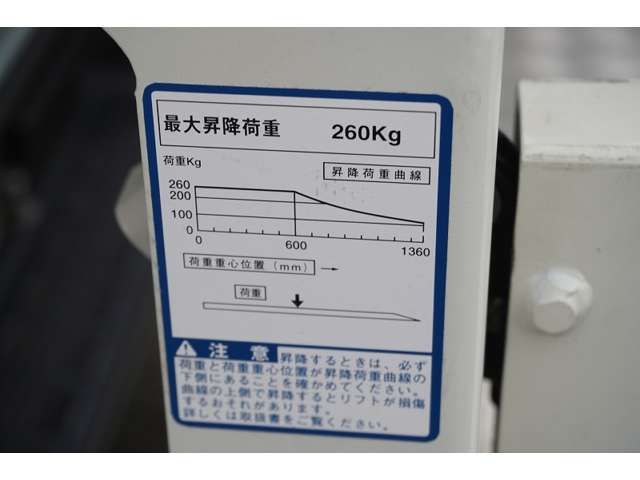 最大昇降荷重 260Kg
荷重Kg
昇降荷重曲線
260
200
100
0
0 600 1360
荷重重心位置（mm）→
荷重
注意 昇降するときは、必ず
荷重と荷重重心位置が昇降荷重曲線の
下側にあることを確かめてください。
曲線の上側で昇降するとリフトが損傷
するおそれがあります。
詳しくは取扱書をご覧ください。